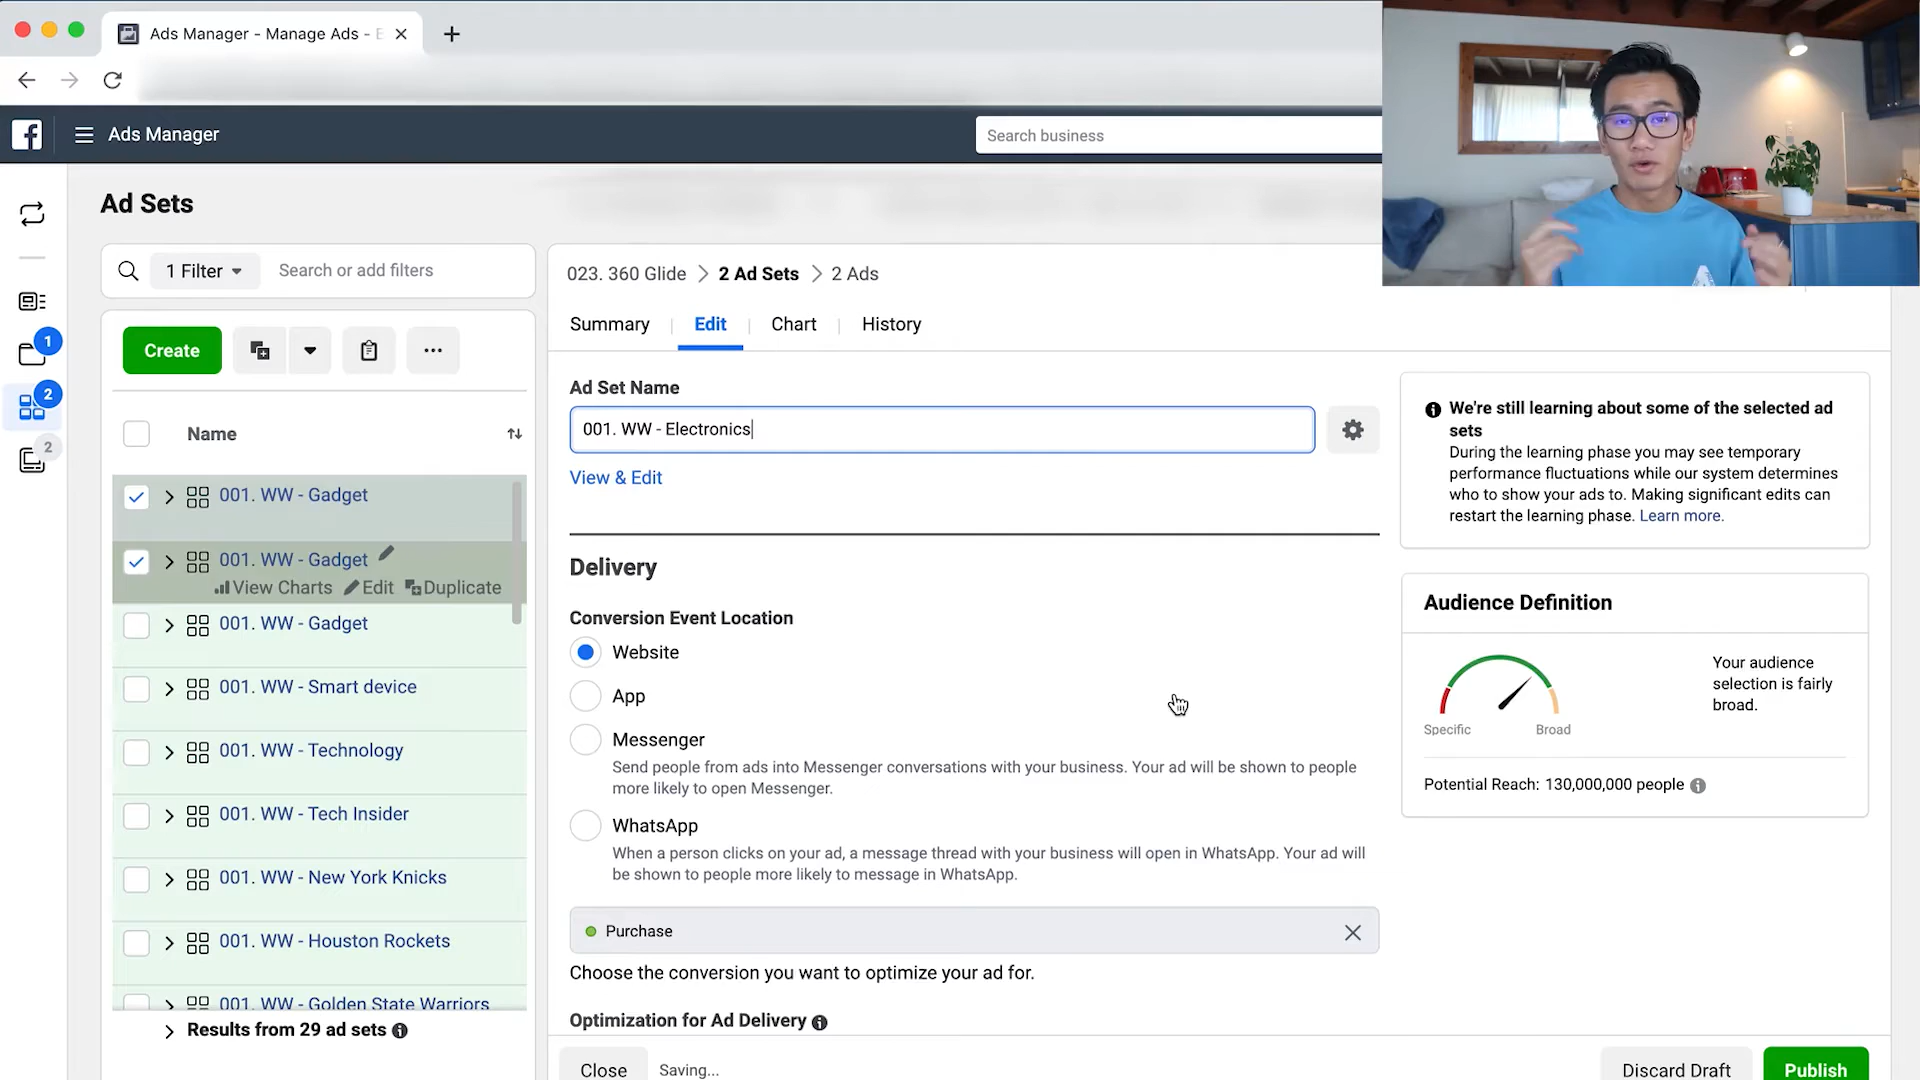 Ads Manager - Manage Ads - E
Ads Manager
Search business
Ad Sets
1 Filter
Search or add filters
Create
Name
001. WW - Gadget
001. WW - Gadget
View Charts Edit Duplicate
001. WW - Gadget
001. WW - Smart device
001. WW - Technology
001. WW - Tech Insider
001. WW - New York Knicks
001. WW - Houston Rockets
001. WW - Golden State Warriors
Results from 29 ad sets
1
2
2
023. 360 Glide > 2 Ad Sets > 2 Ads
Summary Edit Chart History
Ad Set Name
001. WW - Electronics
View & Edit
Delivery
Conversion Event Location
Website
App
Messenger
Send people from ads into Messenger conversations with your business. Your ad will be shown to people
more likely to open Messenger.
WhatsApp
When a person clicks on your ad, a message thread with your business will open in WhatsApp. Your ad will
be shown to people more likely to message in WhatsApp.
Purchase
Choose the conversion you want to optimize your ad for.
Optimization for Ad Delivery
Close
Saving...
Discard Draft
Publish
We're still learning about some of the selected ad
sets
During the learning phase you may see temporary
performance fluctuations while our system determines
who to show your ads to. Making significant edits can
restart the learning phase. Learn more.
Audience Definition
Your audience
selection is fairly
broad.
Specific
Broad
Potential Reach: 130,000,000 people